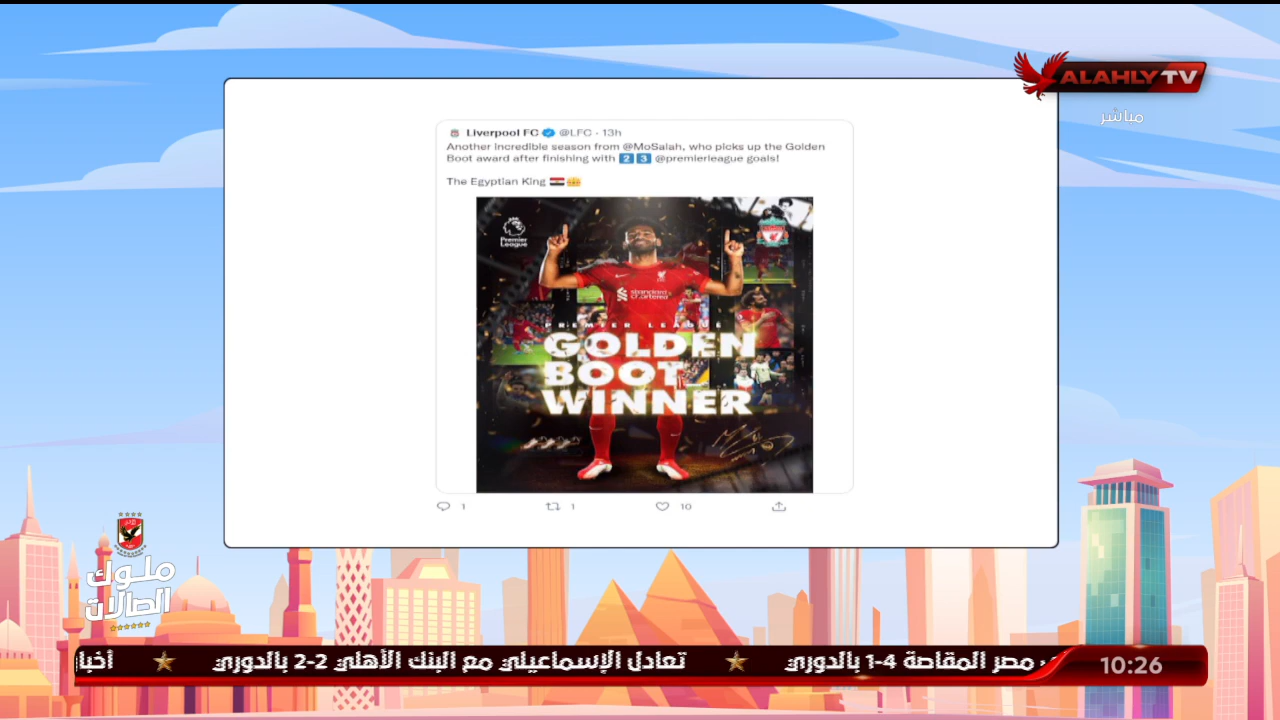 ALAHLY TV
مباشر
Liverpool FC @LFC · 13h
Another incredible season from @MoSalah, who picks up the Golden
Boot award after finishing with 2 3 @premierleague goals!
The Egyptian King
Premier
League
standard
chartered
PREMIER LEAGUE
GOLDEN
BOOT
WINNER
1
1
10
ملوك
الصالات
مصر المقاصة 4-1 بالدوري ★ تعادل الإسماعيلي مع البنك الأهلي 2-2 بالدوري ★
10:26